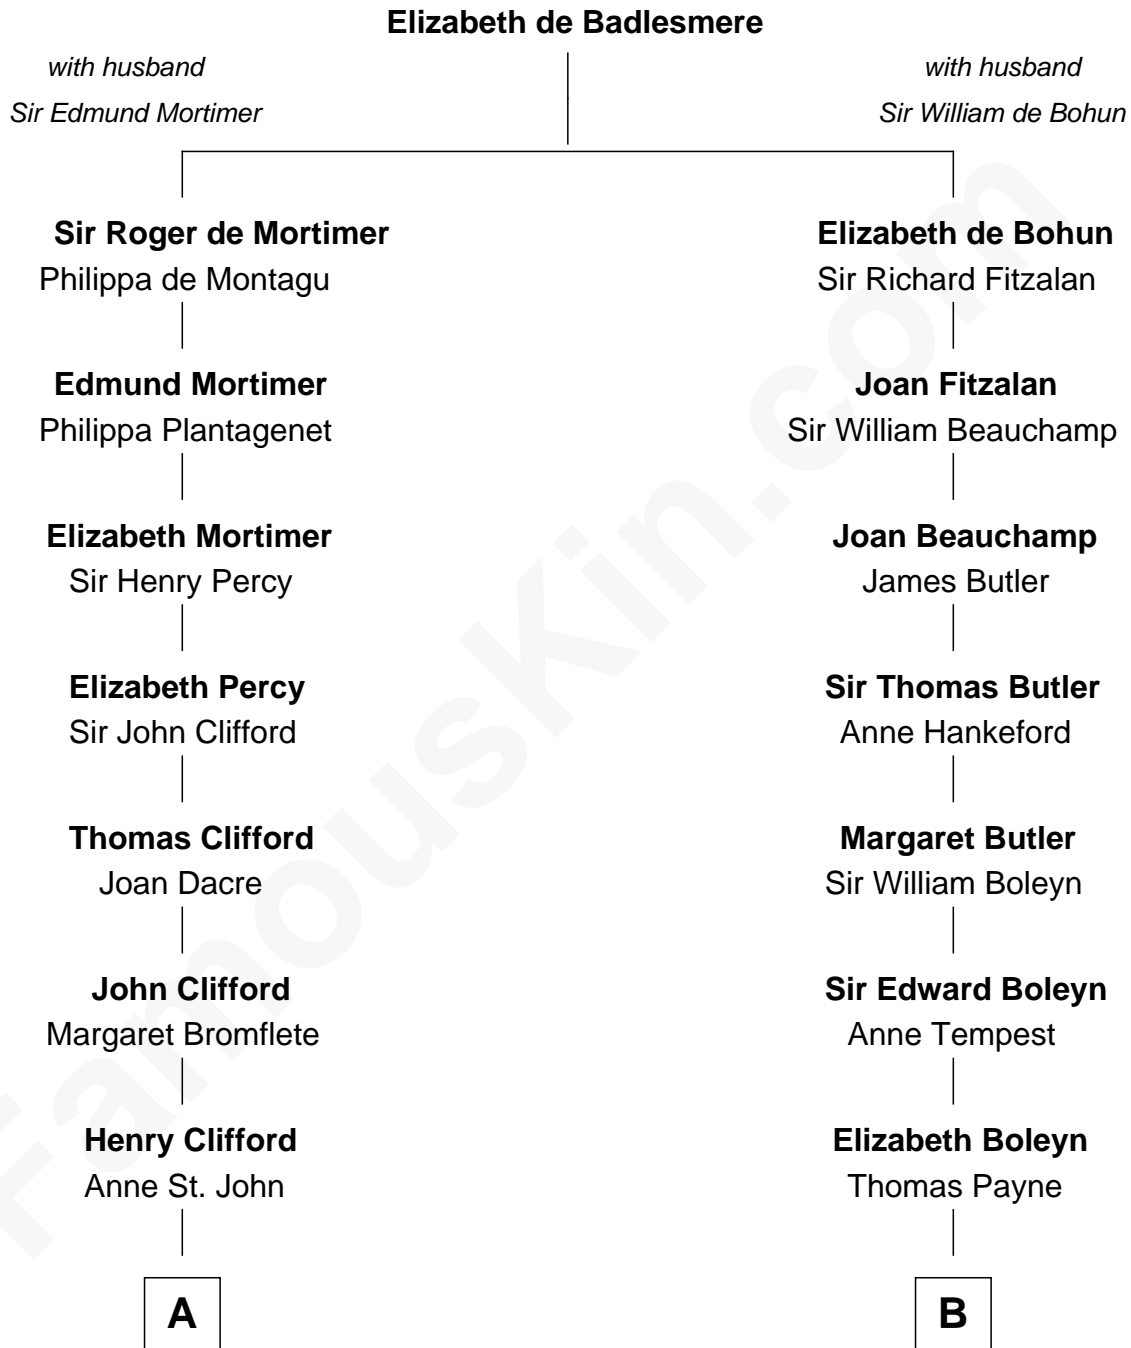 Elizabeth de Badlesmere
with husband
Sir Edmund Mortimer
with husband
Sir William de Bohun
Sir Roger de Mortimer
Philippa de Montagu
Elizabeth de Bohun
Sir Richard Fitzalan
Edmund Mortimer
Philippa Plantagenet
Joan Fitzalan
Sir William Beauchamp
Elizabeth Mortimer
Sir Henry Percy
Joan Beauchamp
James Butler
Elizabeth Percy
Sir John Clifford
Sir Thomas Butler
Anne Hankeford
Thomas Clifford
Joan Dacre
Margaret Butler
Sir William Boleyn
John Clifford
Margaret Bromflete
Sir Edward Boleyn
Anne Tempest
Henry Clifford
Anne St. John
Elizabeth Boleyn
Thomas Payne
A
B
FamousKin.com